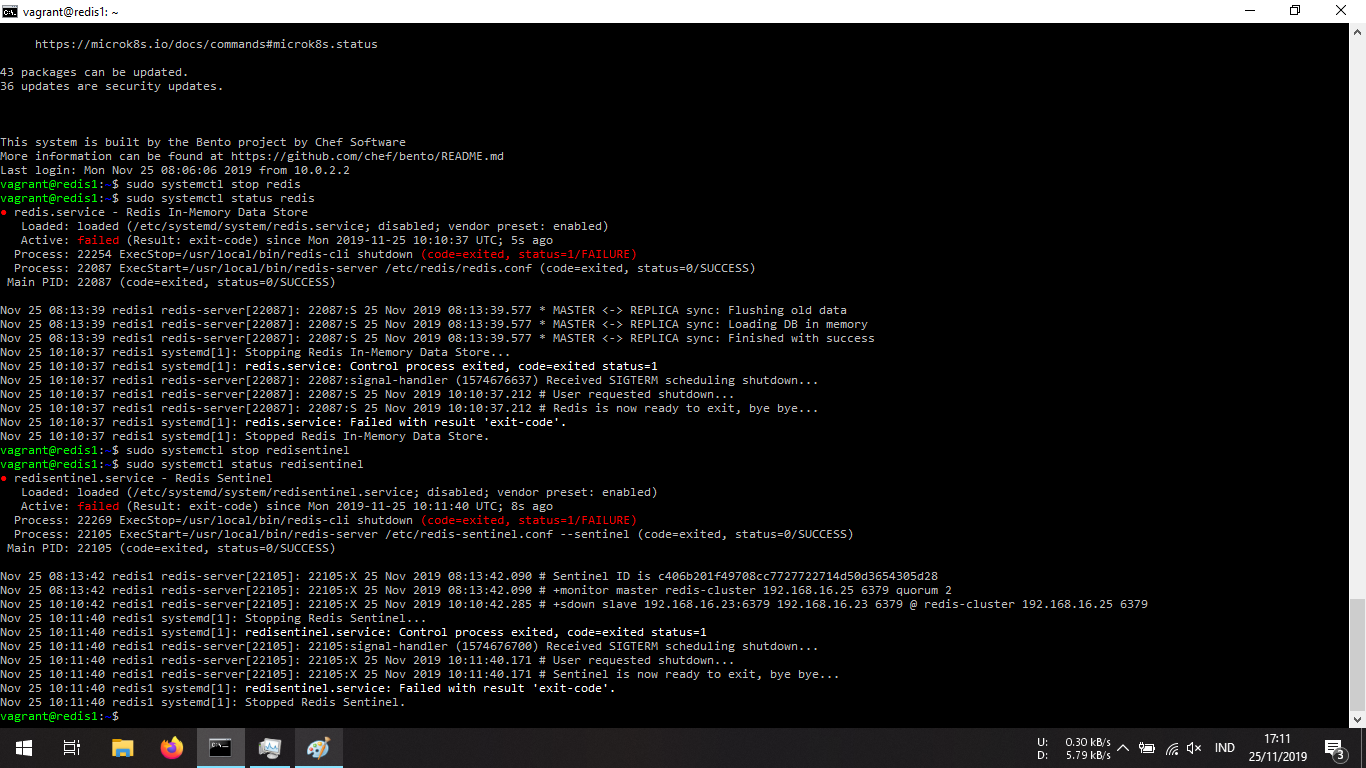 vagrant@redis1: ~
https://microk8s.io/docs/commands#microk8s.status
43 packages can be updated.
36 updates are security updates.
This system is built by the Bento project by Chef Software
More information can be found at https://github.com/chef/bento/README.md
Last login: Mon Nov 25 08:06:06 2019 from 10.0.2.2
vagrant@redis1:~$ sudo systemctl stop redis
vagrant@redis1:~$ sudo systemctl status redis
● redis.service - Redis In-Memory Data Store
Loaded: loaded (/etc/systemd/system/redis.service; disabled; vendor preset: enabled)
Active: failed (Result: exit-code) since Mon 2019-11-25 10:10:37 UTC; 5s ago
Process: 22254 ExecStop=/usr/local/bin/redis-cli shutdown (code=exited, status=1/FAILURE)
Process: 22087 ExecStart=/usr/local/bin/redis-server /etc/redis/redis.conf (code=exited, status=0/SUCCESS)
Main PID: 22087 (code=exited, status=0/SUCCESS)
Nov 25 08:13:39 redis1 redis-server[22087]: 22087:S 25 Nov 2019 08:13:39.577 * MASTER <-> REPLICA sync: Flushing old data
Nov 25 08:13:39 redis1 redis-server[22087]: 22087:S 25 Nov 2019 08:13:39.577 * MASTER <-> REPLICA sync: Loading DB in memory
Nov 25 08:13:39 redis1 redis-server[22087]: 22087:S 25 Nov 2019 08:13:39.577 * MASTER <-> REPLICA sync: Finished with success
Nov 25 10:10:37 redis1 systemd[1]: Stopping Redis In-Memory Data Store...
Nov 25 10:10:37 redis1 systemd[1]: redis.service: Control process exited, code=exited status=1
Nov 25 10:10:37 redis1 redis-server[22087]: 22087:signal-handler (1574676637) Received SIGTERM scheduling shutdown...
Nov 25 10:10:37 redis1 redis-server[22087]: 22087:S 25 Nov 2019 10:10:37.212 # User requested shutdown...
Nov 25 10:10:37 redis1 redis-server[22087]: 22087:S 25 Nov 2019 10:10:37.212 # Redis is now ready to exit, bye bye...
Nov 25 10:10:37 redis1 systemd[1]: redis.service: Failed with result 'exit-code'.
Nov 25 10:10:37 redis1 systemd[1]: Stopped Redis In-Memory Data Store.
vagrant@redis1:~$ sudo systemctl stop redisentinel
vagrant@redis1:~$ sudo systemctl status redisentinel
● redisentinel.service - Redis Sentinel
Loaded: loaded (/etc/systemd/system/redisentinel.service; disabled; vendor preset: enabled)
Active: failed (Result: exit-code) since Mon 2019-11-25 10:11:40 UTC; 8s ago
Process: 22269 ExecStop=/usr/local/bin/redis-cli shutdown (code=exited, status=1/FAILURE)
Process: 22105 ExecStart=/usr/local/bin/redis-server /etc/redis-sentinel.conf --sentinel (code=exited, status=0/SUCCESS)
Main PID: 22105 (code=exited, status=0/SUCCESS)
Nov 25 08:13:42 redis1 redis-server[22105]: 22105:X 25 Nov 2019 08:13:42.090 # Sentinel ID is c406b201f49708cc7727722714d50d3654305d28
Nov 25 08:13:42 redis1 redis-server[22105]: 22105:X 25 Nov 2019 08:13:42.090 # +monitor master redis-cluster 192.168.16.25 6379 quorum 2
Nov 25 10:10:42 redis1 redis-server[22105]: 22105:X 25 Nov 2019 10:10:42.285 # +sdown slave 192.168.16.23:6379 192.168.16.23 6379 @ redis-cluster 192.168.16.25 6379
Nov 25 10:11:40 redis1 systemd[1]: Stopping Redis Sentinel...
Nov 25 10:11:40 redis1 systemd[1]: redisentinel.service: Control process exited, code=exited status=1
Nov 25 10:11:40 redis1 redis-server[22105]: 22105:signal-handler (1574676700) Received SIGTERM scheduling shutdown...
Nov 25 10:11:40 redis1 redis-server[22105]: 22105:X 25 Nov 2019 10:11:40.171 # User requested shutdown...
Nov 25 10:11:40 redis1 redis-server[22105]: 22105:X 25 Nov 2019 10:11:40.171 # Sentinel is now ready to exit, bye bye...
Nov 25 10:11:40 redis1 systemd[1]: redisentinel.service: Failed with result 'exit-code'.
Nov 25 10:11:40 redis1 systemd[1]: Stopped Redis Sentinel.
vagrant@redis1:~$
U: 0.30 kB/s
D: 5.79 kB/s
IND
17:11
25/11/2019
3